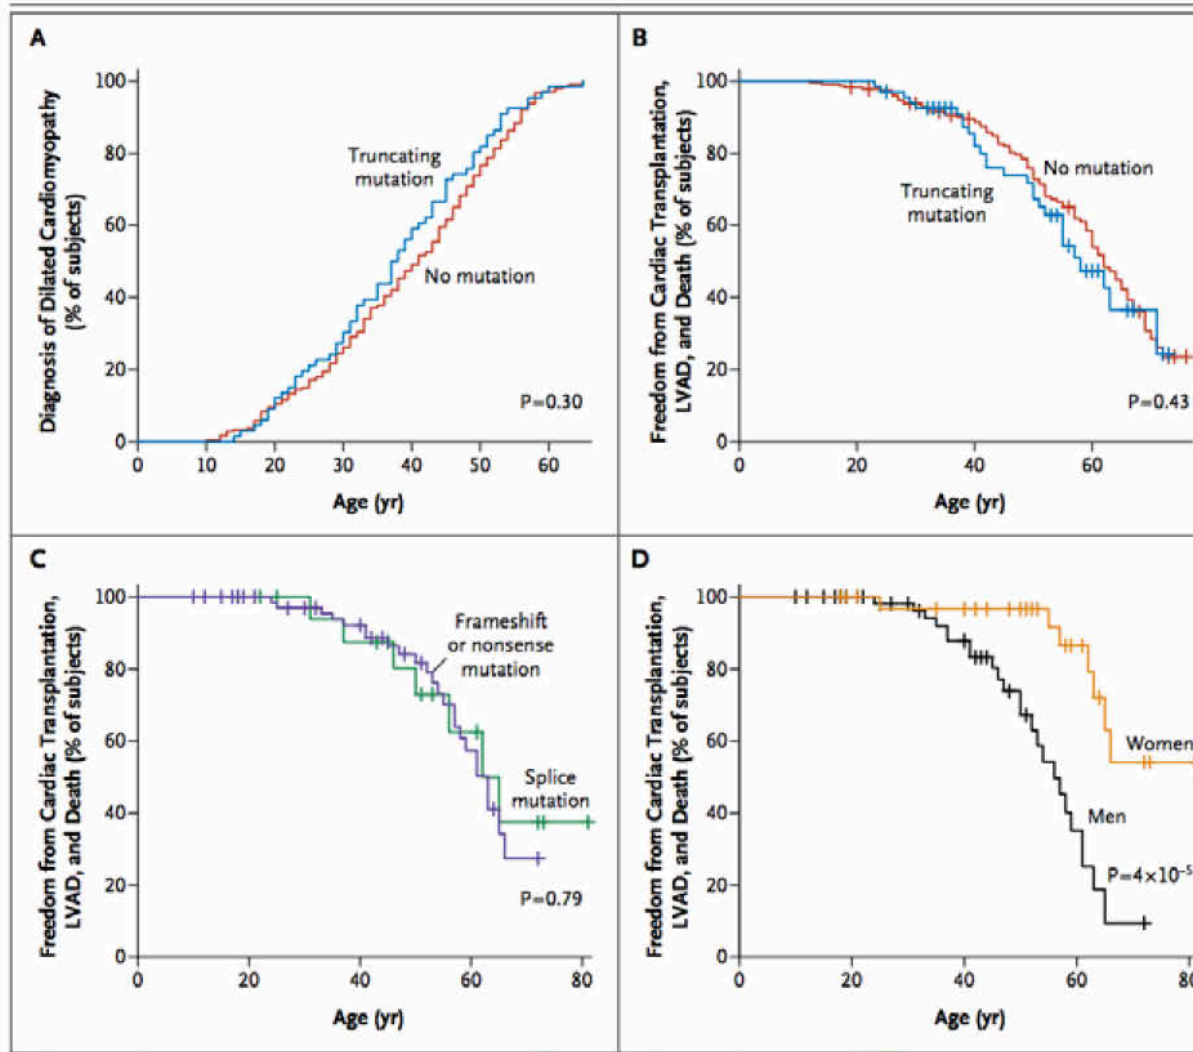 A
Diagnosis of Dilated Cardiomyopathy
(% of subjects)
100
80
60
40
20
0
Truncating
mutation
No mutation
P=0.30
0 10 20 30 40 50 60
Age (yr)
B
Freedom from Cardiac Transplantation,
LVAD, and Death (% of subjects)
100
80
60
40
20
0
No mutation
Truncating
mutation
P=0.43
0 20 40 60
Age (yr)
C
Freedom from Cardiac Transplantation,
LVAD, and Death (% of subjects)
100
80
60
40
20
0
Frameshift
or nonsense
mutation
Splice
mutation
P=0.79
0 20 40 60 80
Age (yr)
D
Freedom from Cardiac Transplantation,
LVAD, and Death (% of subjects)
100
80
60
40
20
0
Women
Men
P=4×10⁻⁵
0 20 40 60 80
Age (yr)